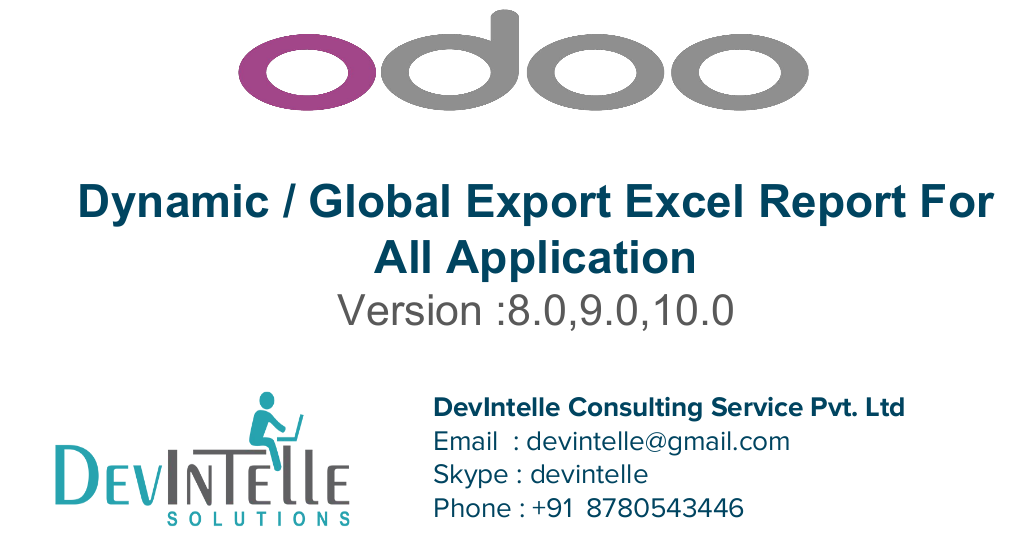 odoo
Dynamic / Global Export Excel Report For
All Application
Version :8.0,9.0,10.0
DEVINTELLE
SOLUTIONS
DevIntelle Consulting Service Pvt. Ltd
Email : devintelle@gmail.com
Skype : devintelle
Phone : +91 8780543446